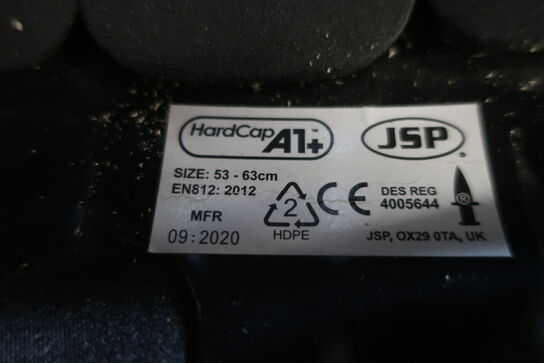 HardCap A1+™
JSP
SIZE: 53 - 63cm
EN812: 2012
MFR
09:2020
2
HDPE
CE
DES REG
4005644
®
JSP, OX29 0TA, UK